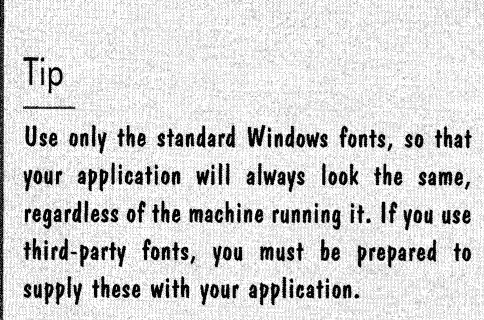 Tip
Use only the standard Windows fonts, so that
your application will always look the same,
regardless of the machine running it. If you use
third-party fonts, you must be prepared to
supply these with your application.